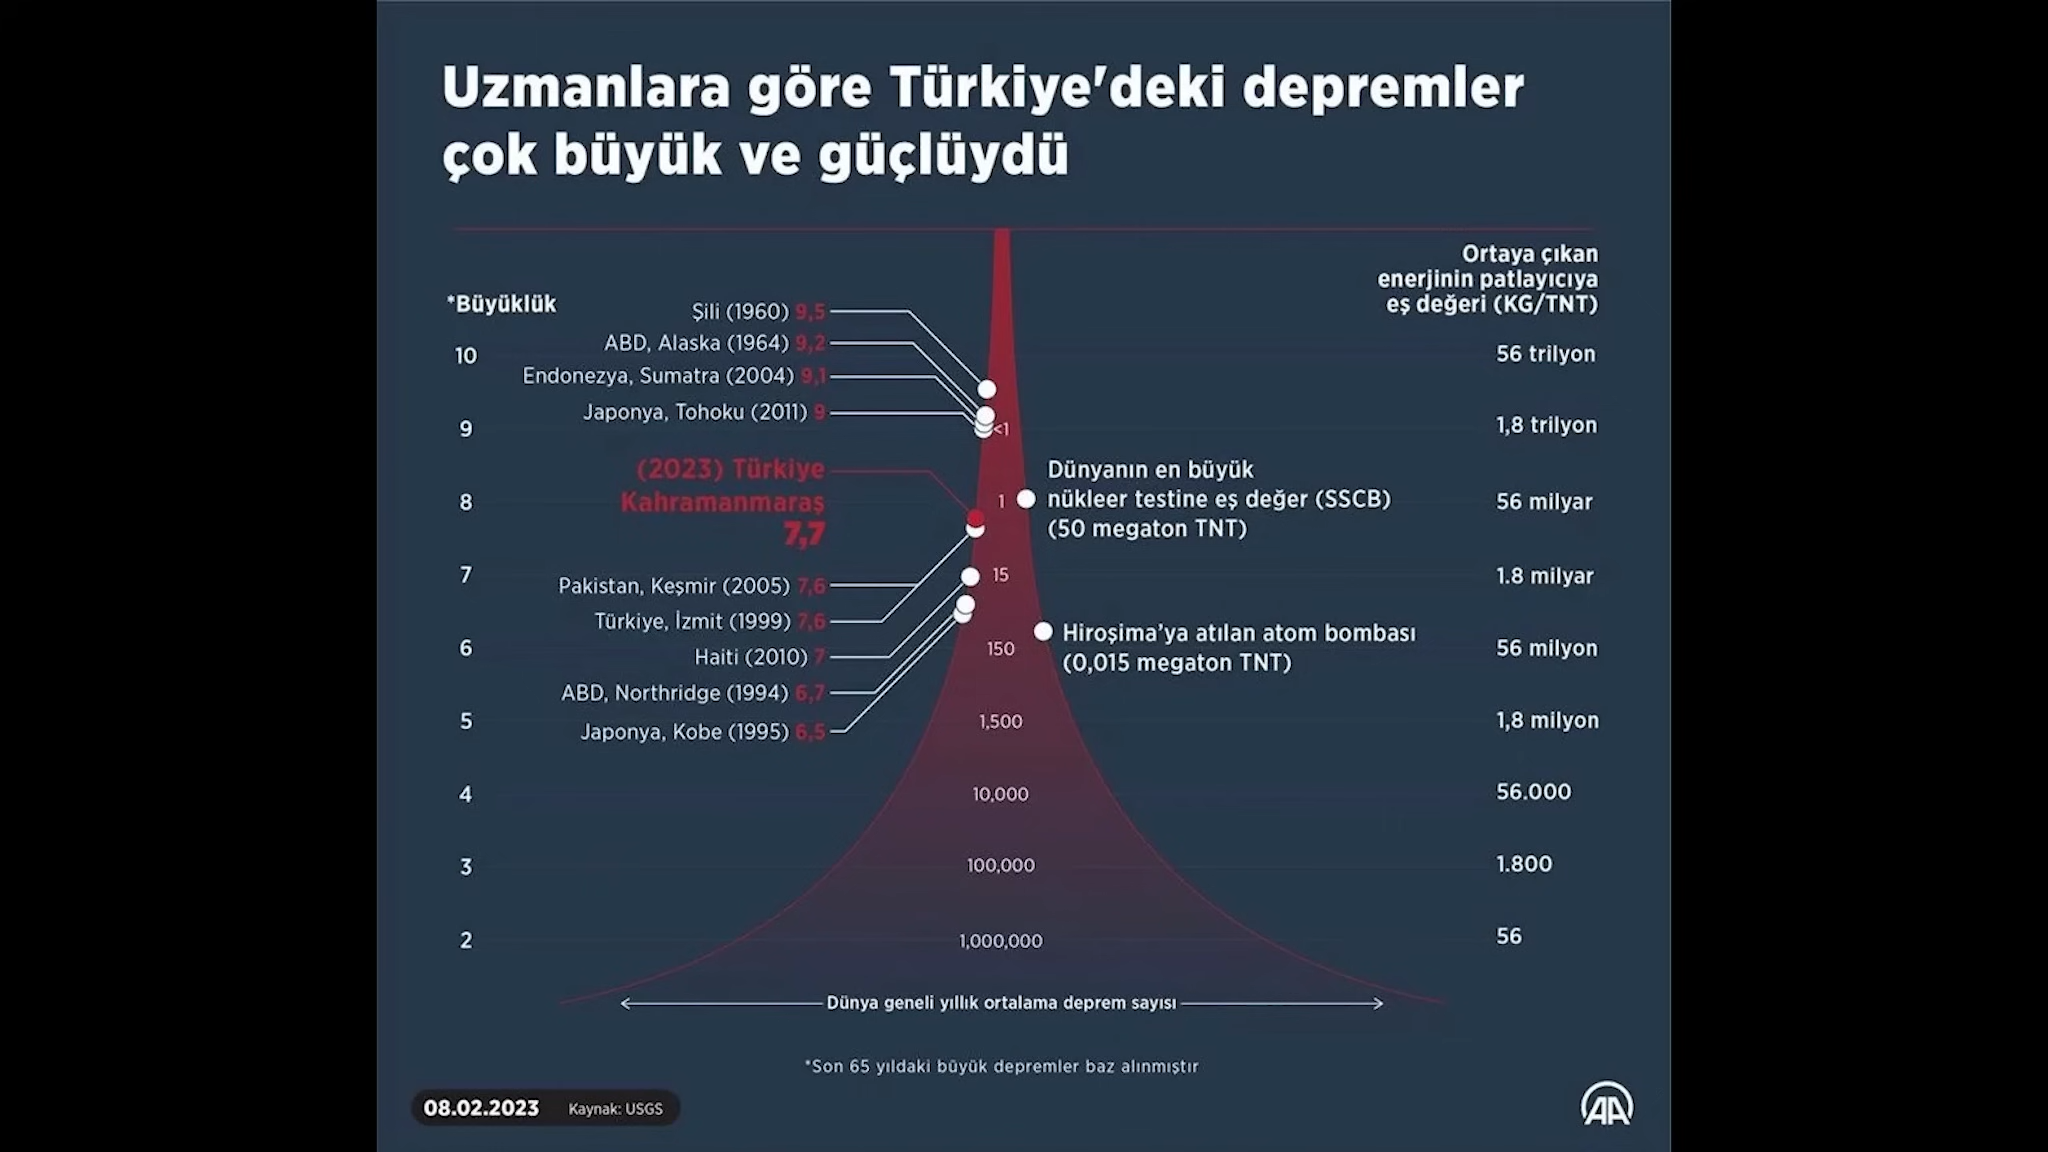 Uzmanlara göre Türkiye'deki depremler
çok büyük ve güçlüydü
Ortaya çıkan
enerjinin patlayıcıya
eş değeri (KG/TNT)
*Büyüklük
Şili (1960) 9,5
ABD, Alaska (1964) 9,2
10
56 trilyon
Endonezya, Sumatra (2004) 9,1
Japonya, Tohoku (2011) 9
9
<1
1,8 trilyon
(2023) Türkiye
Kahramanmaraş
7,7
8
1
Dünyanın en büyük
nükleer testine eş değer (SSCB)
(50 megaton TNT)
56 milyar
7
15
1.8 milyar
Pakistan, Keşmir (2005) 7,6
Türkiye, İzmit (1999) 7,6
Haiti (2010) 7
6
150
Hiroşima'ya atılan atom bombası
(0,015 megaton TNT)
56 milyon
ABD, Northridge (1994) 6,7
Japonya, Kobe (1995) 6,5
5
1,500
1,8 milyon
4
10,000
56.000
3
100,000
1.800
2
1,000,000
56
Dünya geneli yıllık ortalama deprem sayısı
*Son 65 yıldaki büyük depremler baz alınmıştır
08.02.2023 Kaynak: USGS
AA